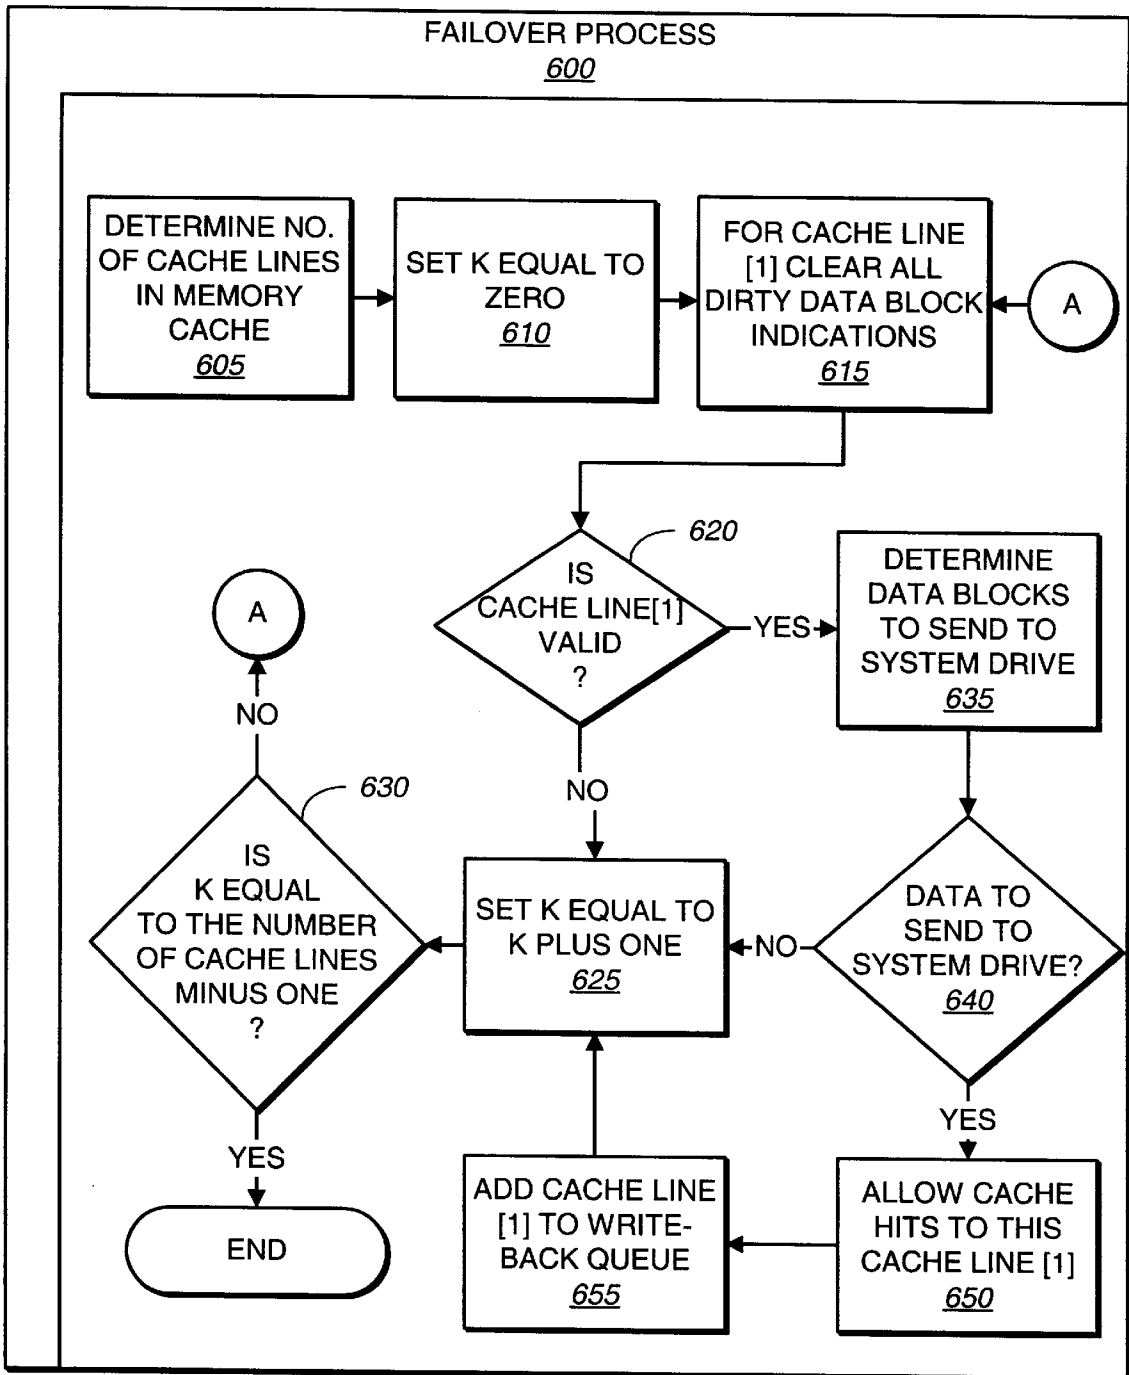 FAILOVER PROCESS
600
DETERMINE NO.
OF CACHE LINES
IN MEMORY
CACHE
605
SET K EQUAL TO
ZERO
610
FOR CACHE LINE
[1] CLEAR ALL
DIRTY DATA BLOCK
INDICATIONS
615
A
620
IS
CACHE LINE[1]
VALID
?
YES
DETERMINE
DATA BLOCKS
TO SEND TO
SYSTEM DRIVE
635
A
NO
NO
630
IS
K EQUAL
TO THE NUMBER
OF CACHE LINES
MINUS ONE
?
SET K EQUAL TO
K PLUS ONE
625
NO
DATA TO
SEND TO
SYSTEM DRIVE?
640
YES
YES
END
ADD CACHE LINE
[1] TO WRITE-
BACK QUEUE
655
ALLOW CACHE
HITS TO THIS
CACHE LINE [1]
650